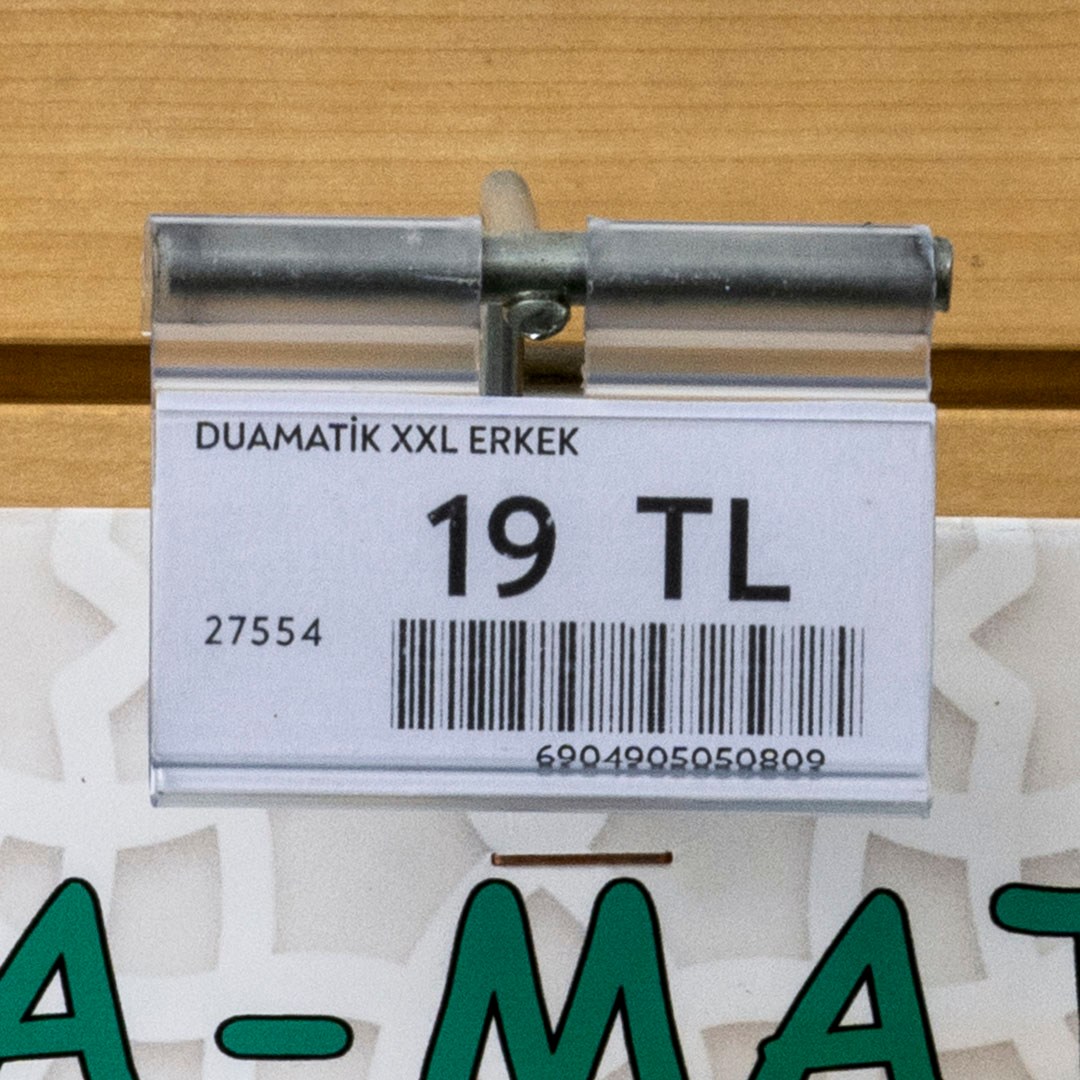 DUAMATİK XXL ERKEK
19 TL
27554
6904905050809
A-MAT